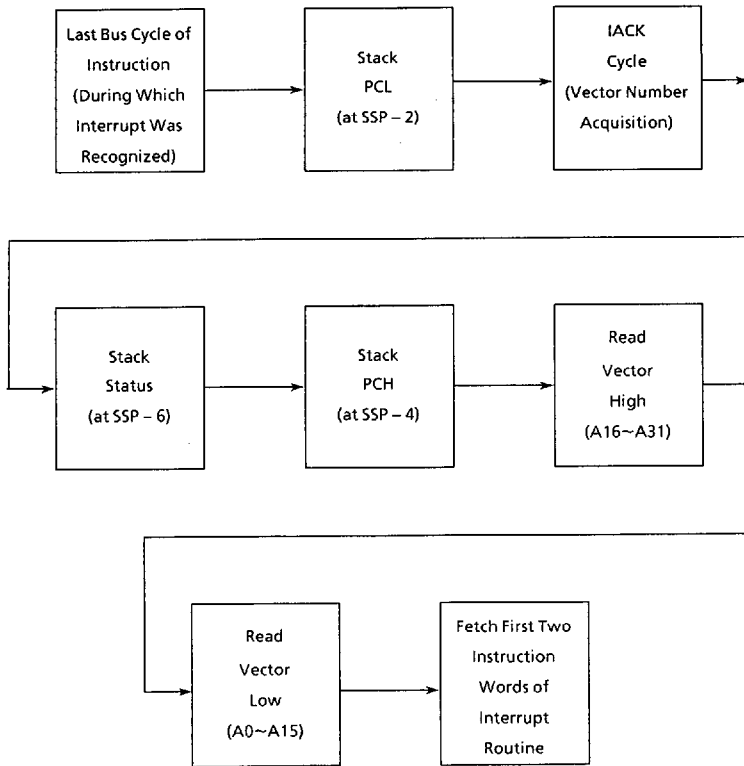 Last Bus Cycle of
Instruction
(During Which
Interrupt Was
Recognized)
Stack
PCL
(at SSP – 2)
IACK
Cycle
(Vector Number
Acquisition)
Stack
Status
(at SSP – 6)
Stack
PCH
(at SSP – 4)
Read
Vector
High
(A16~A31)
Read
Vector
Low
(A0~A15)
Fetch First Two
Instruction
Words of
Interrupt
Routine